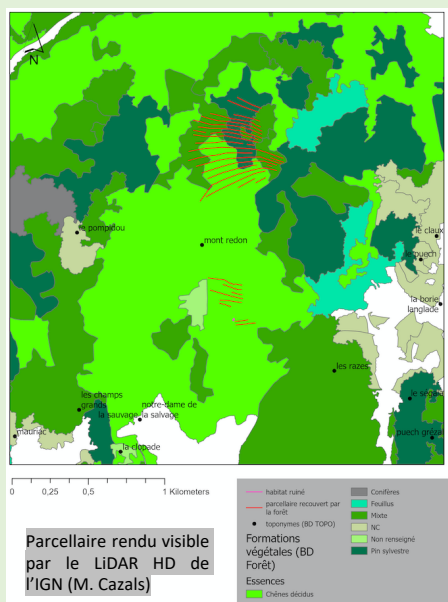 N
le pompidou
mont redon
le claux
le puech
la borie
langlade
les razes
les champs
grands
notre-dame de
la sauvage
la salvage
mauriac
la clopade
le ségala
puech gréza
0 0,25 0,5 1 Kilometers
Parcellaire rendu visible
par le LiDAR HD de
l'IGN (M. Cazals)
habitat ruiné
parcellaire recouvert par
la forêt
toponymes (BD TOPO)
Formations
végétales (BD
Forêt)
Essences
Chênes décidus
Conifères
Feuillus
Mixte
NC
Non renseigné
Pin sylvestre